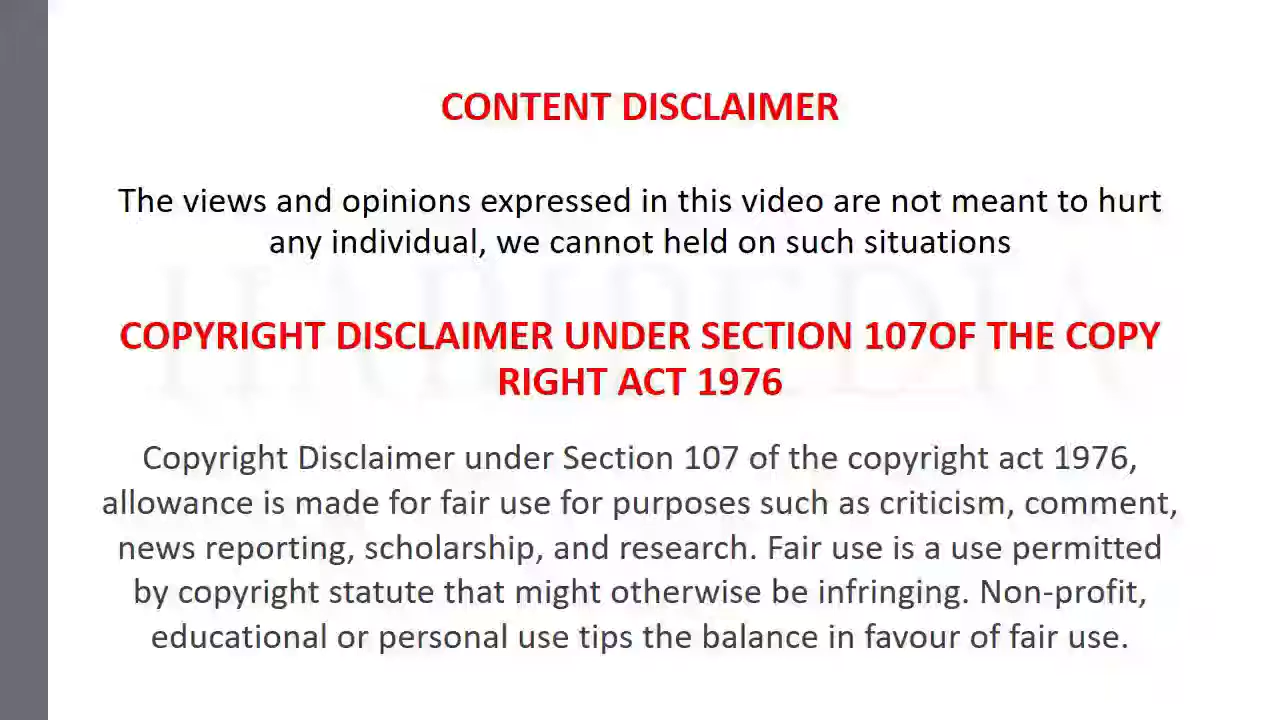 CONTENT DISCLAIMER
The views and opinions expressed in this video are not meant to hurt
any individual, we cannot held on such situations
COPYRIGHT DISCLAIMER UNDER SECTION 107OF THE COPY
RIGHT ACT 1976
Copyright Disclaimer under Section 107 of the copyright act 1976,
allowance is made for fair use for purposes such as criticism, comment,
news reporting, scholarship, and research. Fair use is a use permitted
by copyright statute that might otherwise be infringing. Non-profit,
educational or personal use tips the balance in favour of fair use.